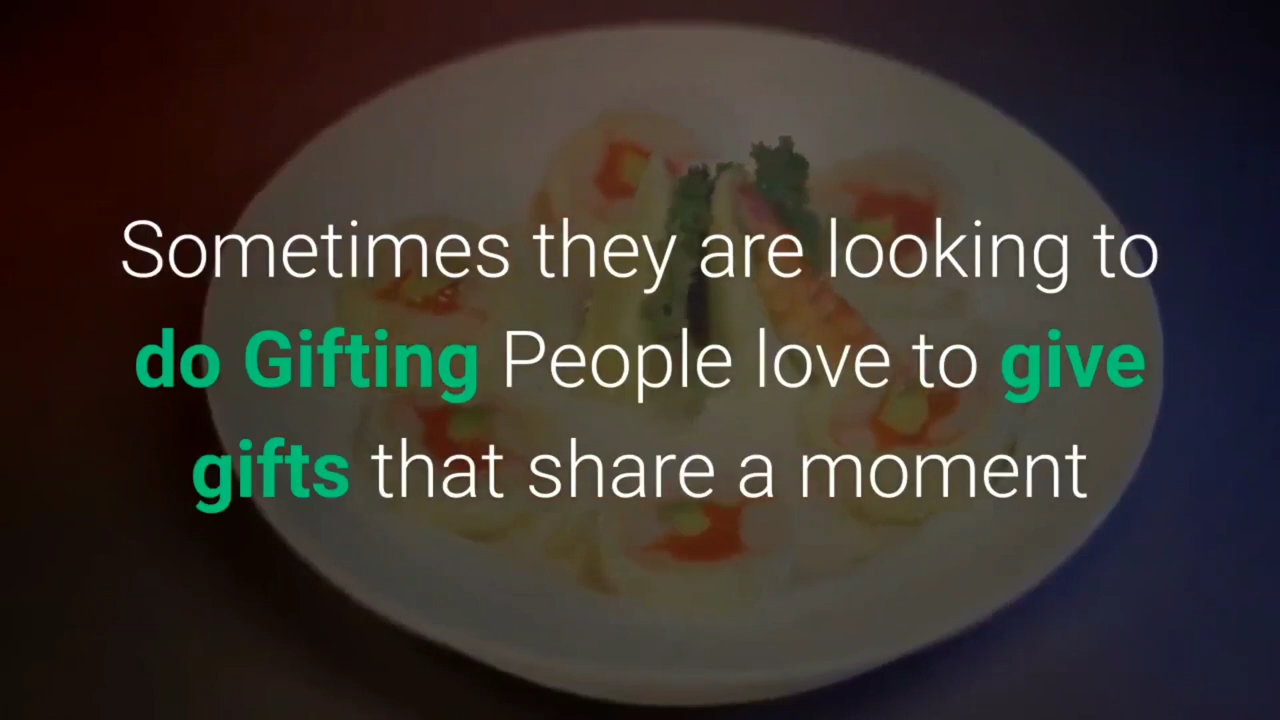 Sometimes they are looking to
do Gifting People love to give
gifts that share a moment